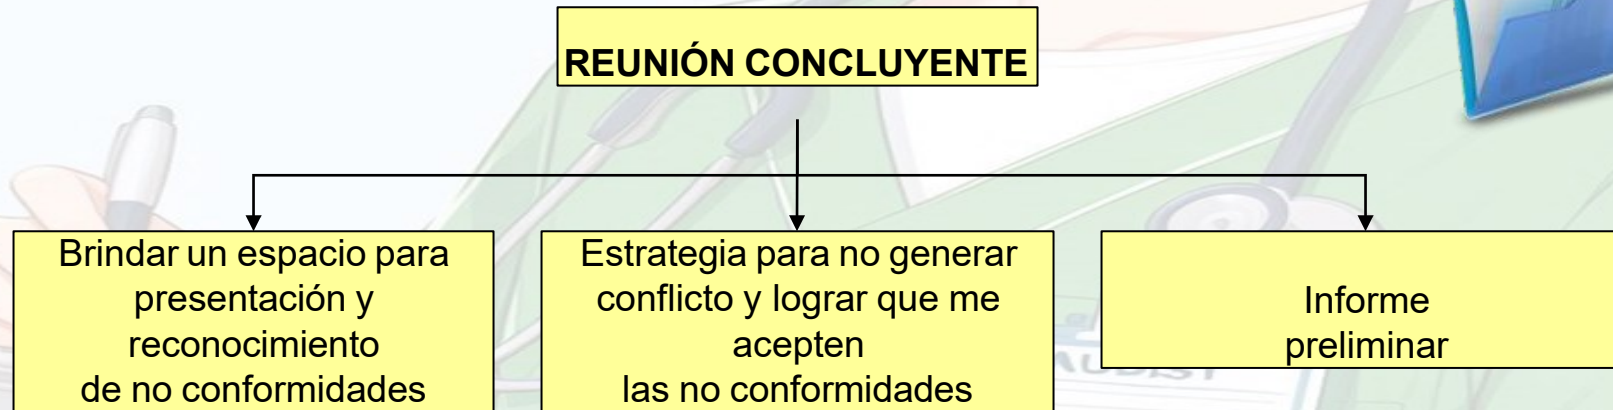 REUNIÓN CONCLUYENTE
Brindar un espacio para
presentación y
reconocimiento
de no conformidades
Estrategia para no generar
conflicto y lograr que me
acepten
las no conformidades
Informe
preliminar